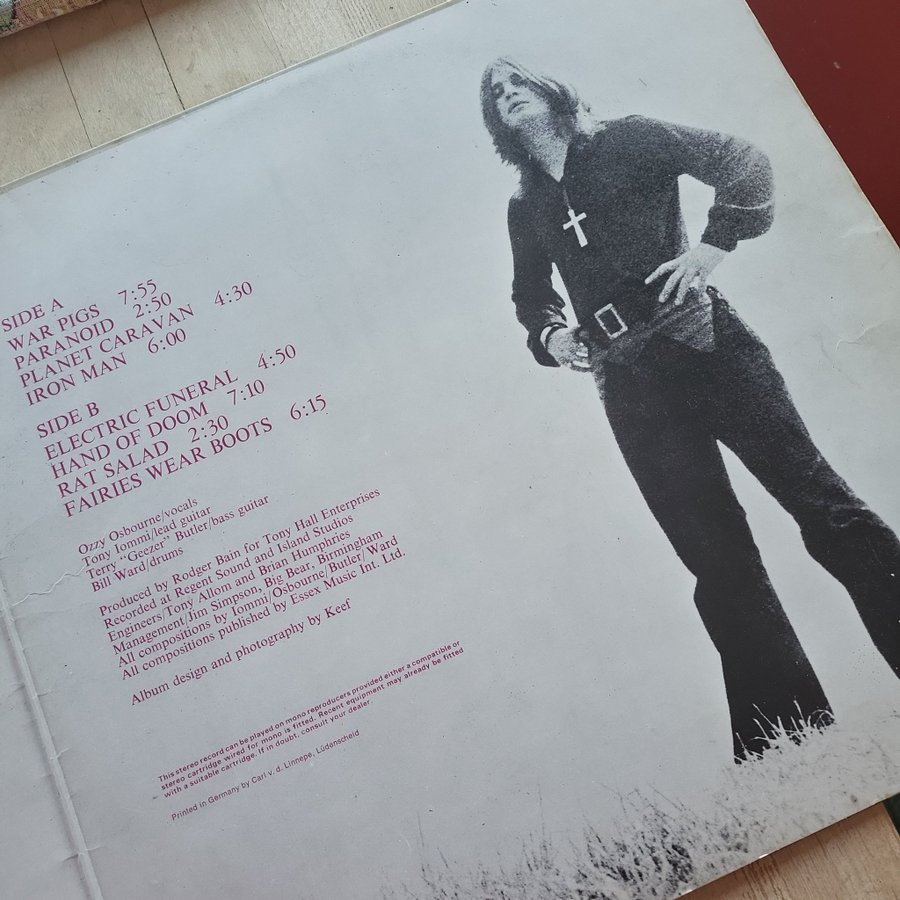 SIDE A
WAR PIGS 7:55
PARANOID 2:50
PLANET CARAVAN 4:30
IRON MAN 6:00
SIDE B
ELECTRIC FUNERAL 4:50
HAND OF DOOM 7:10
RAT SALAD 2:30
FAIRIES WEAR BOOTS 6:15
Ozzy Osbourne/vocals
Tony Iommi/lead guitar
Terry "Geezer" Butler/bass guitar
Bill Ward/drums
Produced by Rodger Bain for Tony Hall Enterprises
Recorded at Regent Sound and Island Studios
Engineers/Tony Allom and Brian Humphries
Management/Jim Simpson, Big Bear, Birmingham
All compositions by Iommi/Osbourne/Butler/Ward
All compositions published by Essex Music Int. Ltd.
Album design and photography by Keef
This stereo record can be played on mono reproducers provided either a compatible or
stereo cartridge wired for mono is fitted. Recent equipment may already be fitted
with a suitable cartridge. If in doubt, consult your dealer.
Printed in Germany by Carl v. d. Linnepe, Lüdenscheid